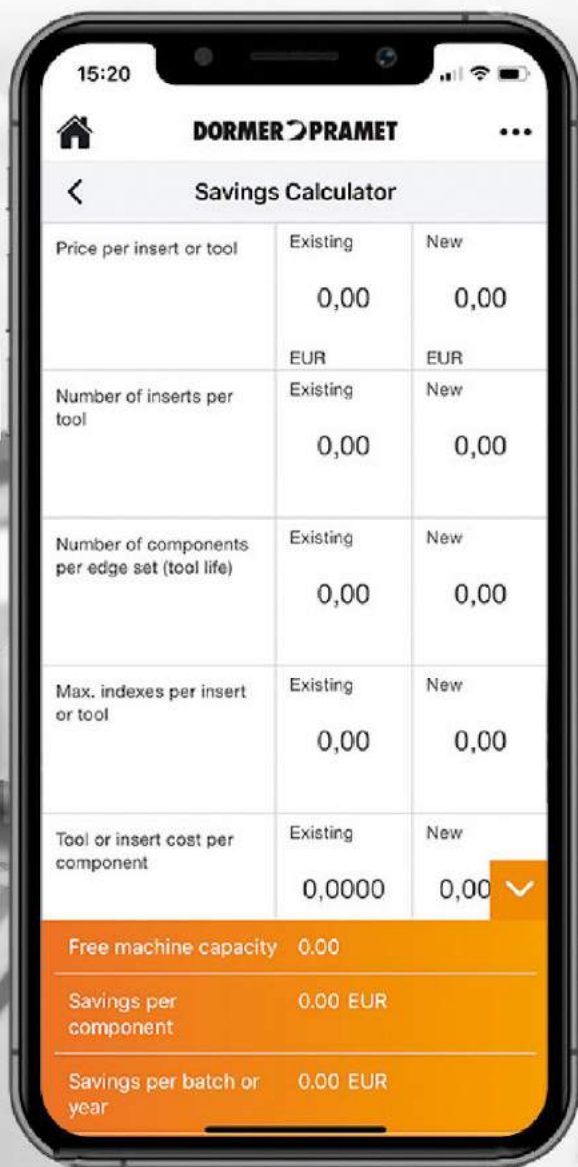 15:20
DORMER PRAMET
Savings Calculator
Price per insert or tool
Existing
New
0,00
0,00
EUR
EUR
Number of inserts per
tool
Existing
New
0,00
0,00
Number of components
per edge set (tool life)
Existing
New
0,00
0,00
Max. indexes per insert
or tool
Existing
New
0,00
0,00
Tool or insert cost per
component
Existing
New
0,0000
0,00
Free machine capacity 0.00
Savings per
component
0.00 EUR
Savings per batch or
year
0.00 EUR